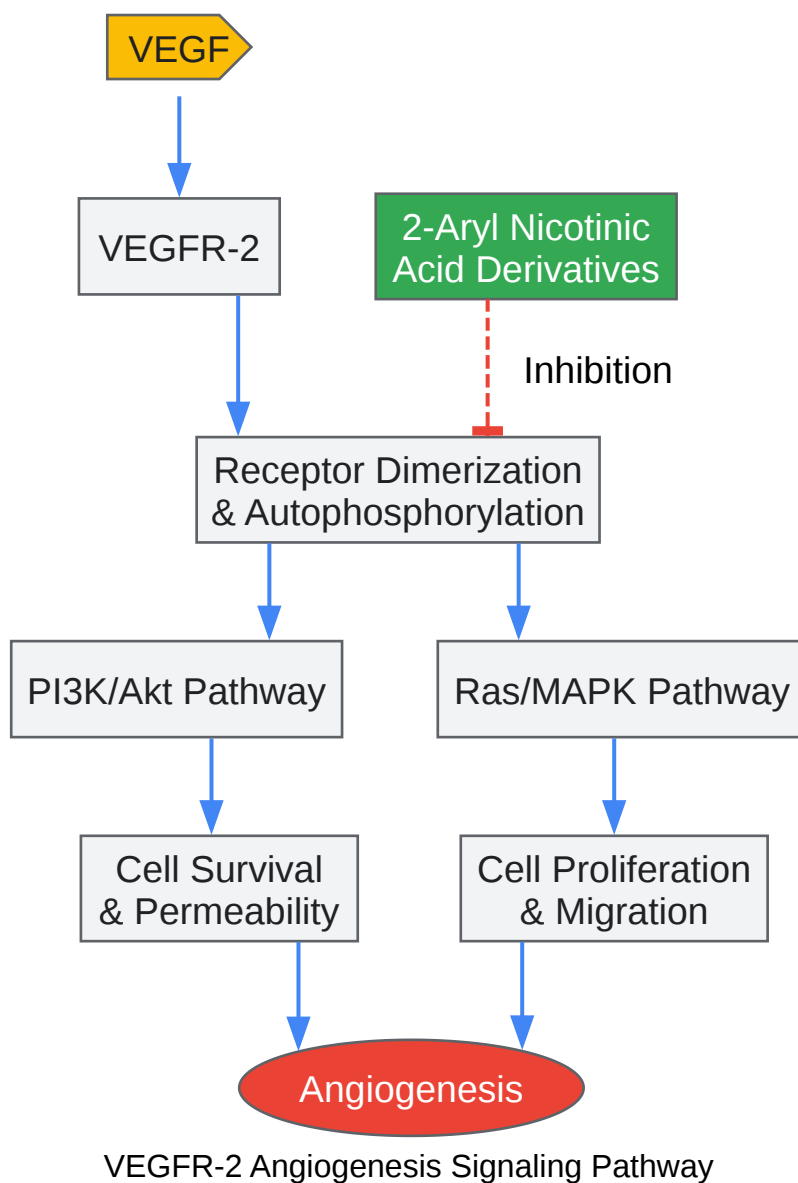 VEGF
VEGFR-2
2-Aryl Nicotinic
Acid Derivatives
Inhibition
Receptor Dimerization
& Autophosphorylation
PI3K/Akt Pathway
Ras/MAPK Pathway
Cell Survival
& Permeability
Cell Proliferation
& Migration
Angiogenesis
VEGFR-2 Angiogenesis Signaling Pathway